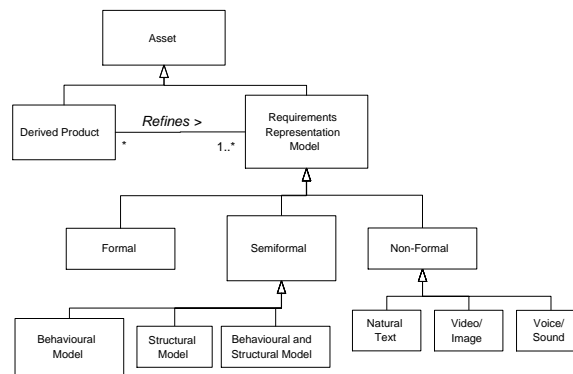 Asset
Derived Product
Refines >
*
1..*
Requirements
Representation
Model
Formal
Semiformal
Non-Formal
Behavioural
Model
Structural
Model
Behavioural and
Structural Model
Natural
Text
Video/
Image
Voice/
Sound